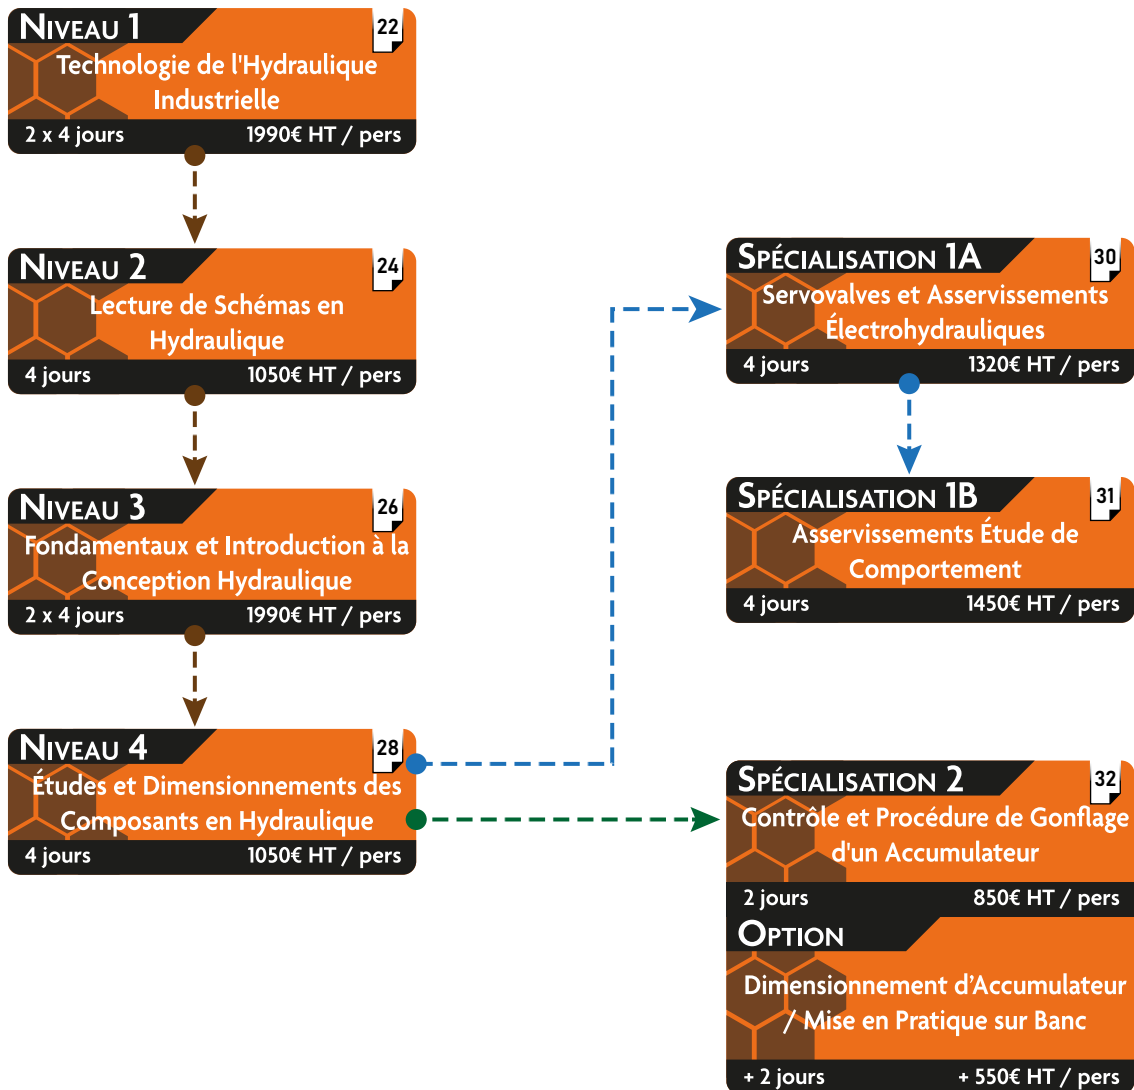 NIVEAU 1
22
Technologie de l'Hydraulique
Industrielle
2 x 4 jours 1990€ HT / pers
NIVEAU 2
24
Lecture de Schémas en
Hydraulique
4 jours 1050€ HT / pers
NIVEAU 3
26
Fondamentaux et Introduction à la
Conception Hydraulique
2 x 4 jours 1990€ HT / pers
NIVEAU 4
28
Études et Dimensionnements des
Composants en Hydraulique
4 jours 1050€ HT / pers
SPÉCIALISATION 1A
30
Servovalves et Asservissements
Électrohydrauliques
4 jours 1320€ HT / pers
SPÉCIALISATION 1B
31
Asservissements Étude de
Comportement
4 jours 1450€ HT / pers
SPÉCIALISATION 2
32
Contrôle et Procédure de Gonflage
d'un Accumulateur
2 jours 850€ HT / pers
OPTION
Dimensionnement d’Accumulateur
/ Mise en Pratique sur Banc
+ 2 jours + 550€ HT / pers